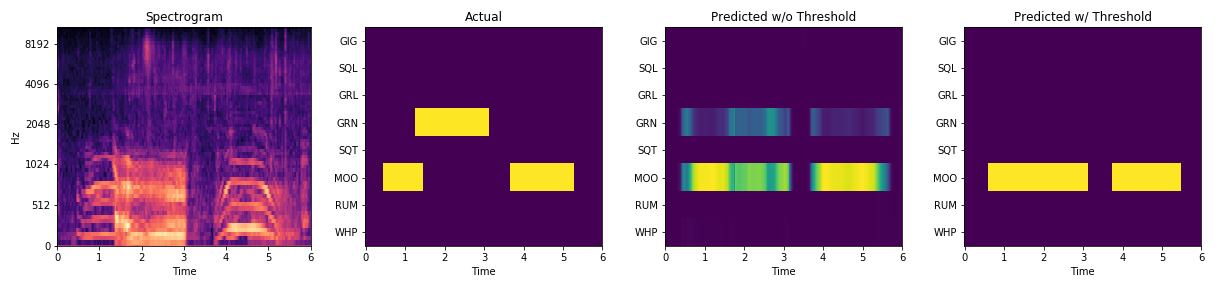 Spectrogram
8192
4096
2048
1024
512
0
Hz
0 1 2 3 4 5 6
Time
Actual
GIG
SQL
GRL
GRN
SQT
MOO
RUM
WHP
0 1 2 3 4 5 6
Time
Predicted w/o Threshold
GIG
SQL
GRL
GRN
SQT
MOO
RUM
WHP
0 1 2 3 4 5 6
Time
Predicted w/ Threshold
GIG
SQL
GRL
GRN
SQT
MOO
RUM
WHP
0 1 2 3 4 5 6
Time